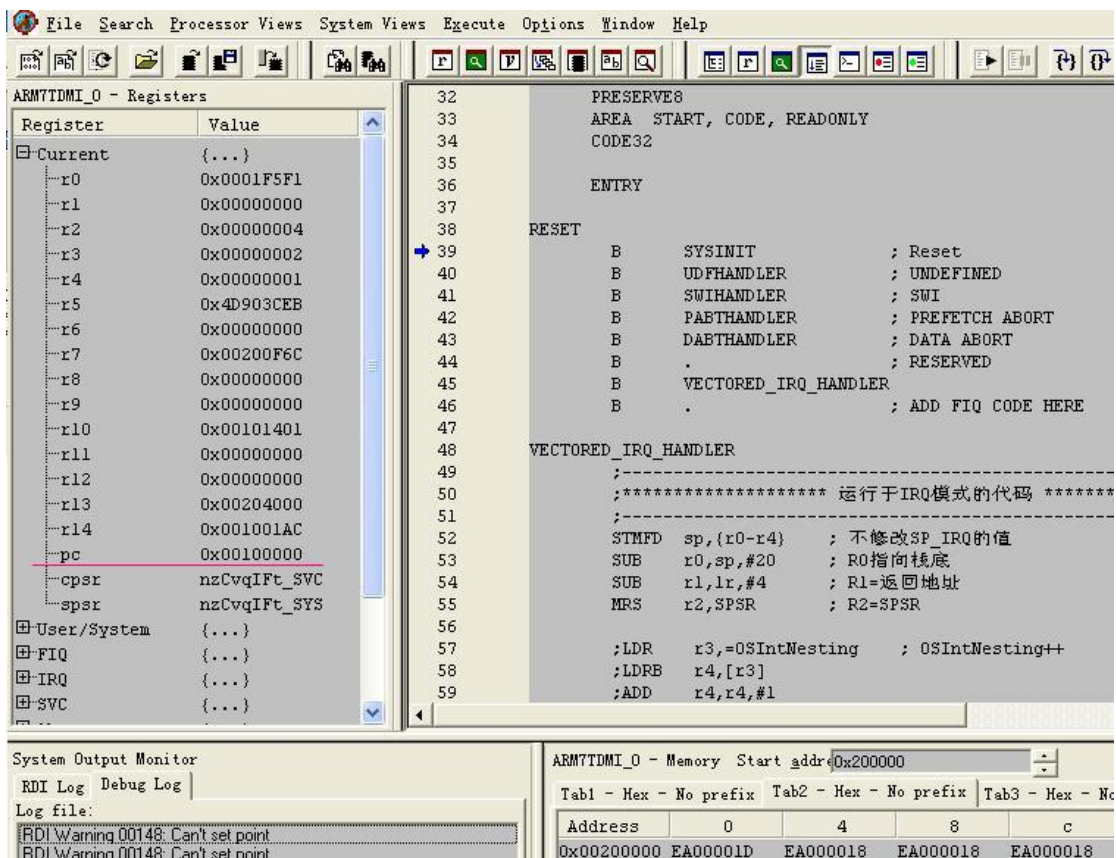 File Search Processor Views System Views Execute Options Window Help
ARM7TDMI_0 - Registers
Register Value
Current {...}
r0 0x0001F5F1
r1 0x00000000
r2 0x00000004
r3 0x00000002
r4 0x00000001
r5 0x4D903CEB
r6 0x00000000
r7 0x00200F6C
r8 0x00000000
r9 0x00000000
r10 0x00101401
r11 0x00000000
r12 0x00000000
r13 0x00204000
r14 0x001001AC
pc 0x00100000
cpsr nzCvqIFt_SVC
spsr nzCvqIFt_SYS
User/System {...}
FIQ {...}
IRQ {...}
SVC {...}
32 PRESERVE8
33 AREA START, CODE, READONLY
34 CODE32
35
36 ENTRY
37
38 RESET
39 B SYSINIT ; Reset
40 B UDFHANDLER ; UNDEFINED
41 B SWIHANDLER ; SWI
42 B PABTHANDLER ; PREFETCH ABORT
43 B DABTHANDLER ; DATA ABORT
44 B . ; RESERVED
45 B VECTORED_IRQ_HANDLER
46 B . ; ADD FIQ CODE HERE
47
48 VECTORED_IRQ_HANDLER
49 ;------------------------------------------------------
50 ;******************** 运行于IRQ模式的代码 *******
51 ;------------------------------------------------------
52 STMFD sp,{r0-r4} ; 不修改SP_IRQ的值
53 SUB r0,sp,#20 ; R0指向栈底
54 SUB r1,lr,#4 ; R1=返回地址
55 MRS r2,SPSR ; R2=SPSR
56
57 ;LDR r3,=OSIntNesting ; OSIntNesting++
58 ;LDRB r4,[r3]
59 ;ADD r4,r4,#1
System Output Monitor
RDI Log Debug Log
Log file:
RDI Warning 00148: Can't set point
RDI Warning 00148: Can't set point
ARM7TDMI_0 - Memory Start addre 0x200000
Tab1 - Hex - No prefix Tab2 - Hex - No prefix Tab3 - Hex - No
Address 0 4 8 c
0x00200000 EA00001D EA000018 EA000018 EA000018